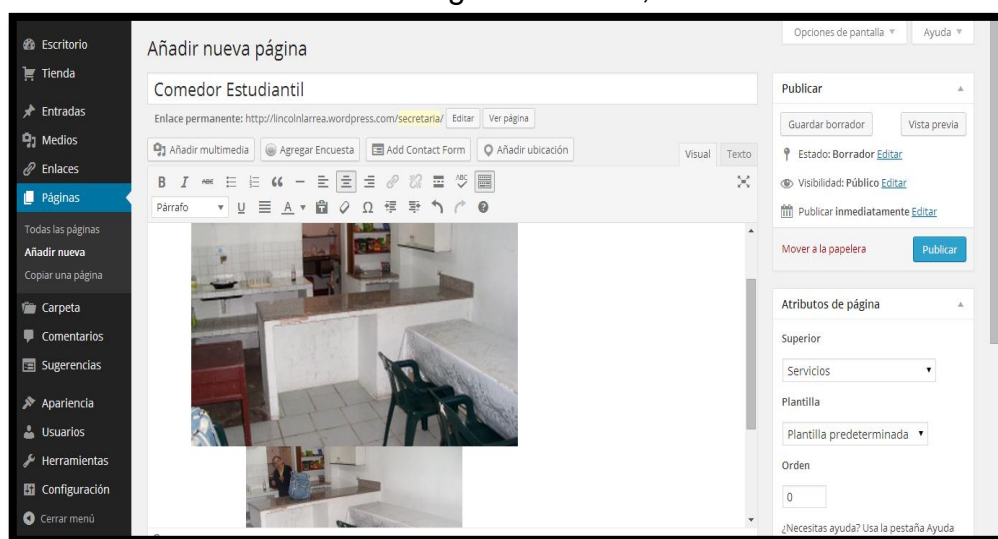 Opciones de pantalla
Ayuda
Escritorio
Tienda
Entradas
Medios
Enlaces
Páginas
Todas las páginas
Añadir nueva
Copiar una página
Carpeta
Comentarios
Sugerencias
Apariencia
Usuarios
Herramientas
Configuración
Cerrar menú
Añadir nueva página
Comedor Estudiantil
Enlace permanente: http://lincolnlarrea.wordpress.com/secretaria/ Editar Ver página
Añadir multimedia Agregar Encuesta Add Contact Form Añadir ubicación
Visual Texto
B I ABC ABC
Párrafo U A Ω
Publicar
Guardar borrador Vista previa
Estado: Borrador Editar
Visibilidad: Público Editar
Publicar inmediatamente Editar
Mover a la papelera Publicar
Atributos de página
Superior
Servicios
Plantilla
Plantilla predeterminada
Orden
0
¿Necesitas ayuda? Usa la pestaña Ayuda